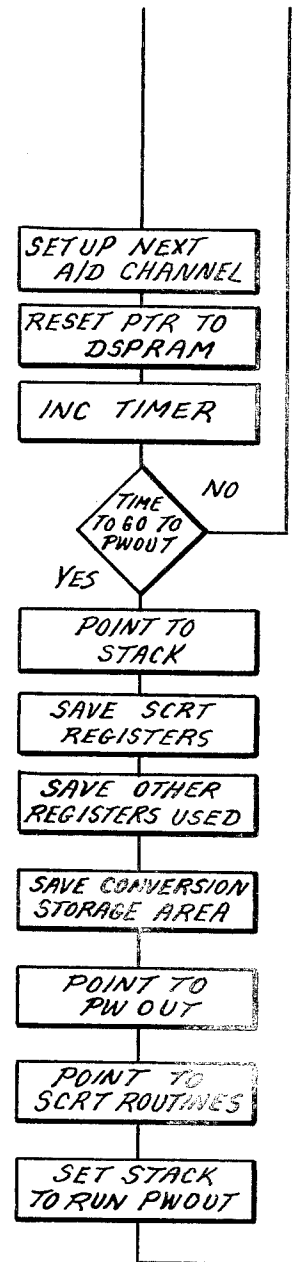 SETUP NEXT
A/D CHANNEL
RESET PTR TO
DSPRAM
INC TIMER
TIME
TO GO TO
PWOUT
NO
YES
POINT TO
STACK
SAVE SCRT
REGISTERS
SAVE OTHER
REGISTERS USED
SAVE CONVERSION
STORAGE AREA
POINT TO
PW OUT
POINT TO
SCRT ROUTINES
SET STACK
TO RUN PWOUT